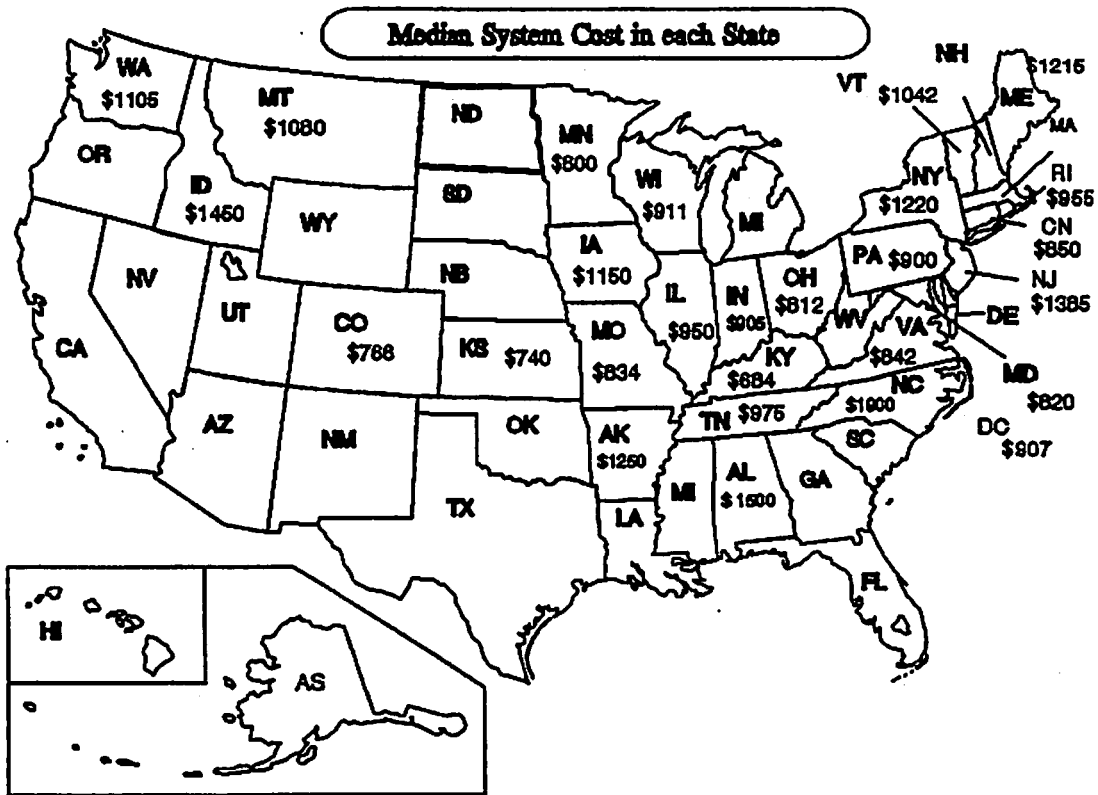 Median System Cost in each State
WA
$1105
MT
$1080
ND
MN
$800
VT
$1042
NH
$1215
ME
MA
OR
ID
$1450
WY
SD
WI
$911
MI
NY
$1220
RI
$955
CN
$850
NV
UT
NB
IA
$1150
IL
$950
IN
$905
OH
$812
PA $900
NJ
$1385
DE
CA
CO
$768
KS $740
MO
$834
KY
$684
WV
VA
$842
MD
$820
AZ
NM
OK
AK
$1250
TN $975
NC
$1900
SC
DC
$907
TX
LA
MI
AL
$1500
GA
FL
HI
AS